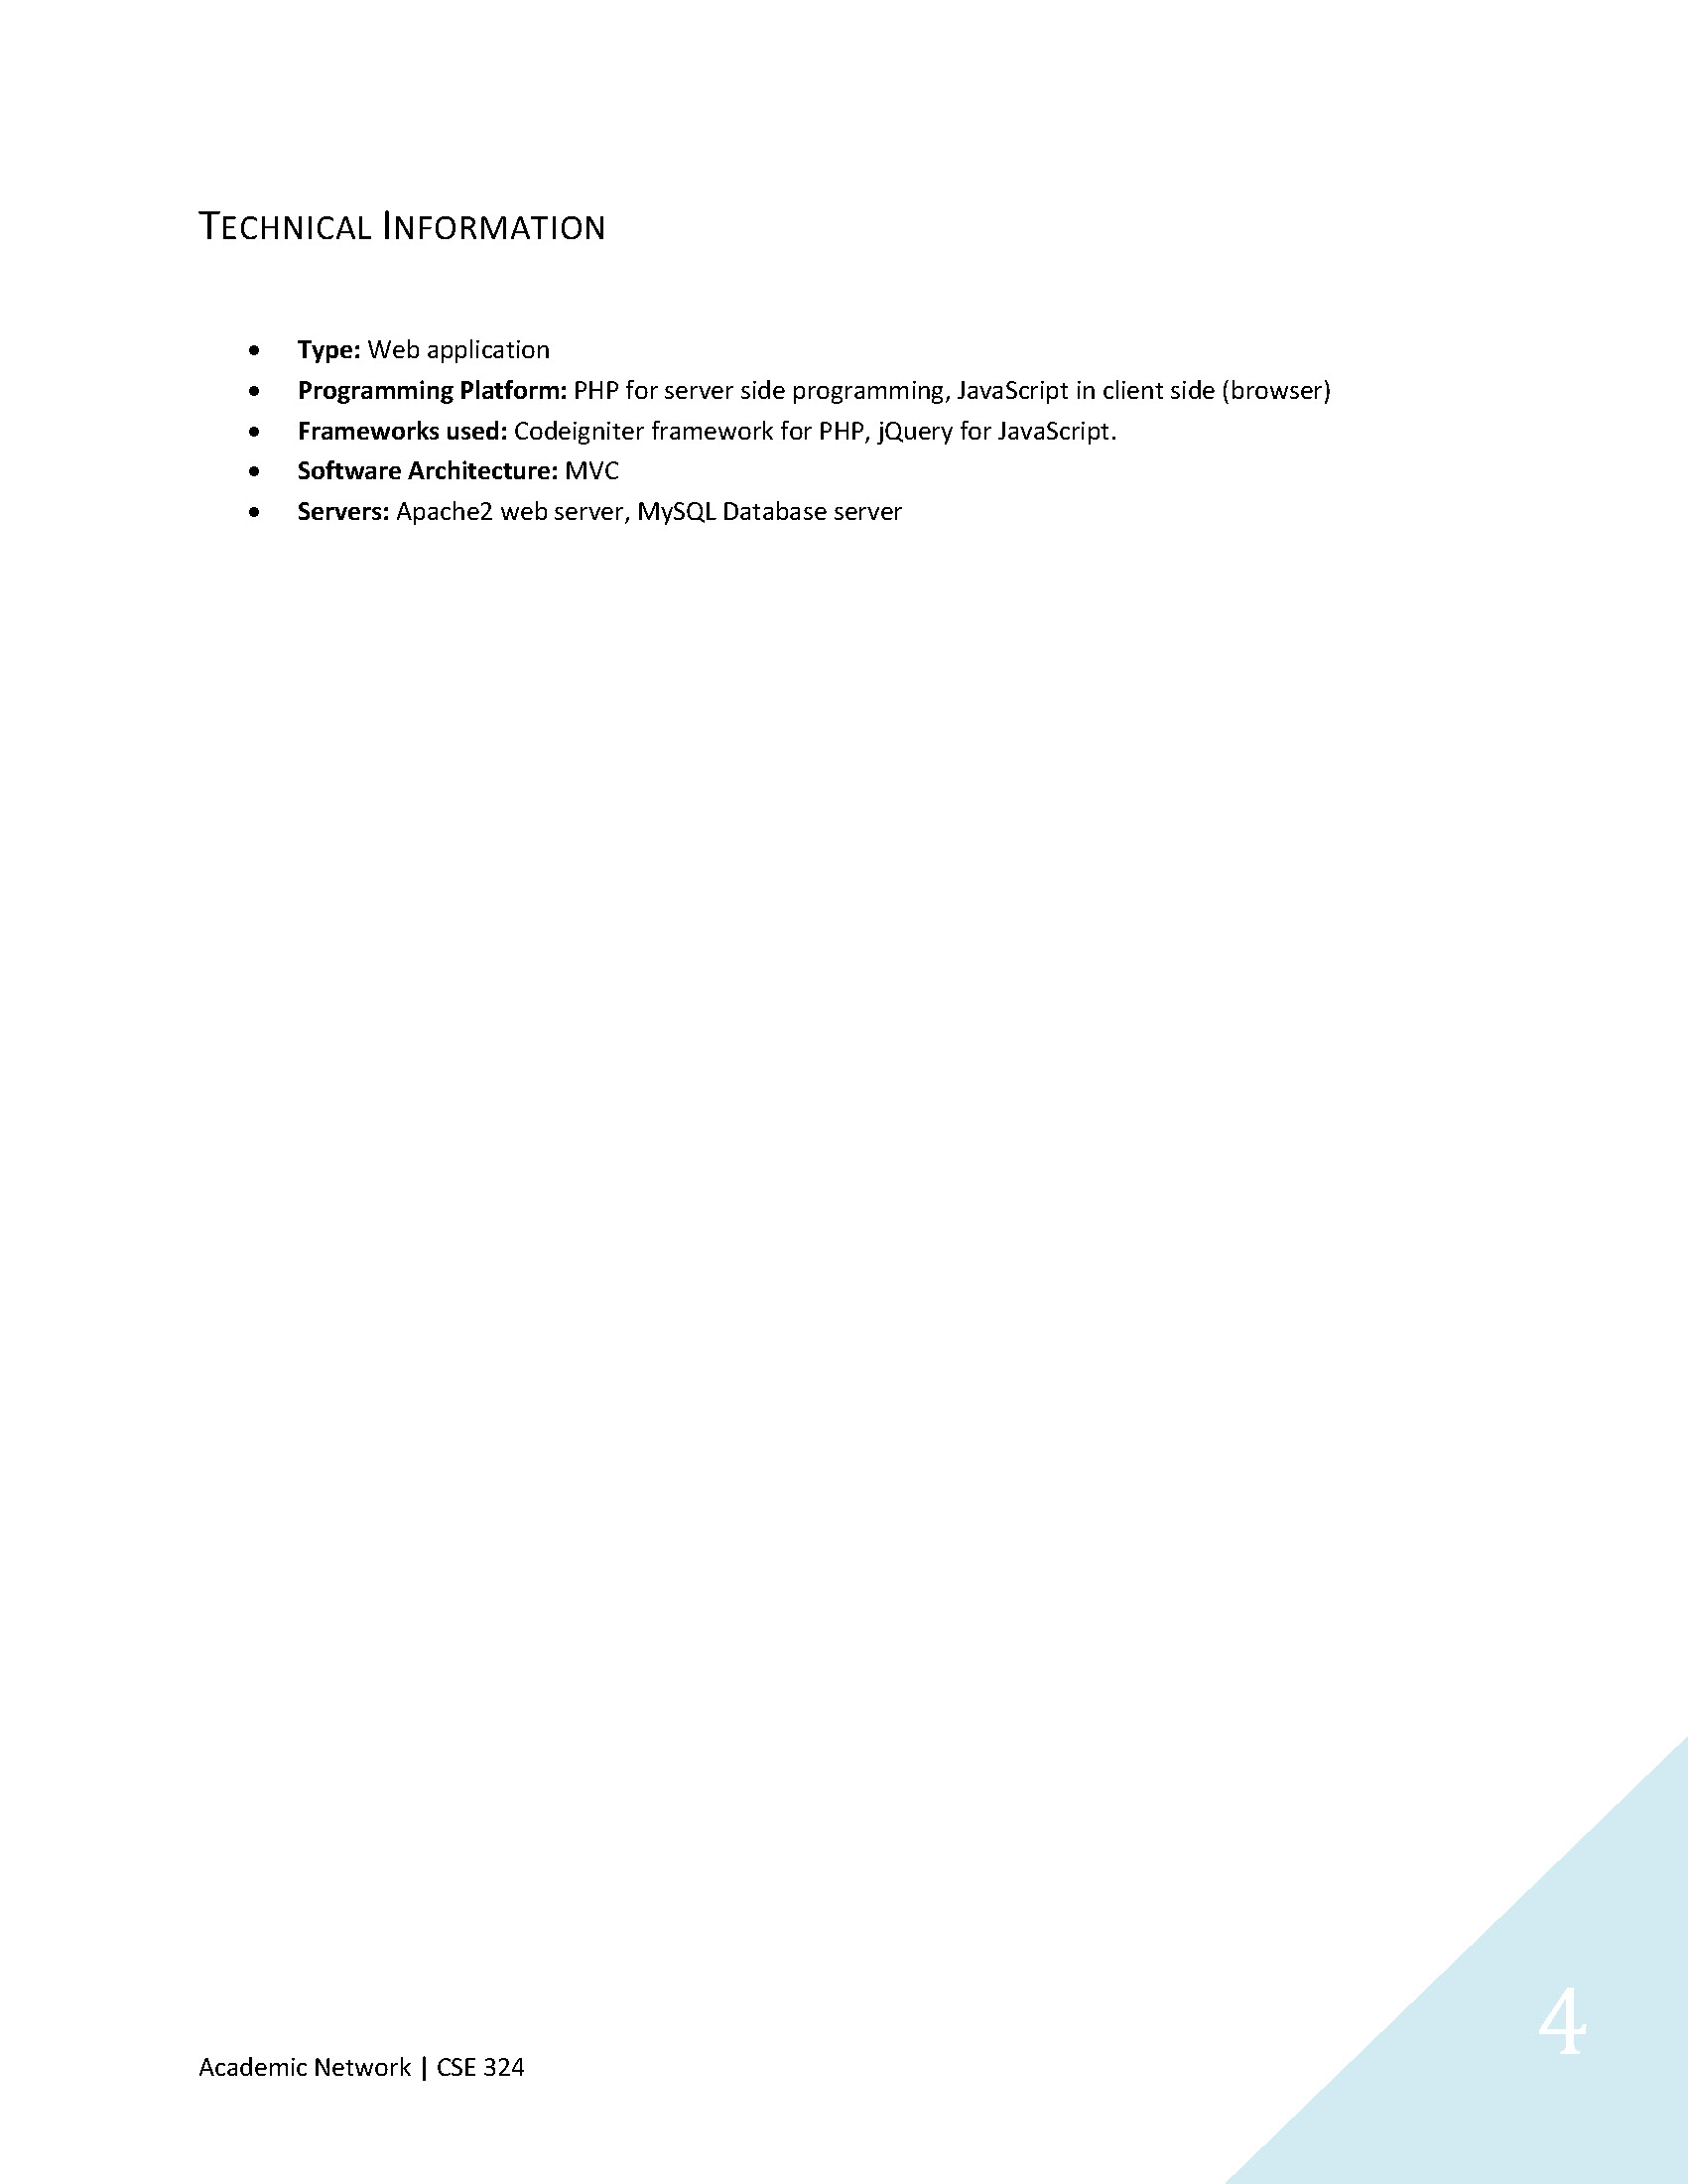 TECHNICAL INFORMATION
• Type: Web application
• Programming Platform: PHP for server side programming, JavaScript in client side (browser)
• Frameworks used: Codeigniter framework for PHP, jQuery for JavaScript.
• Software Architecture: MVC
• Servers: Apache2 web server, MySQL Database server
4
Academic Network | CSE 324